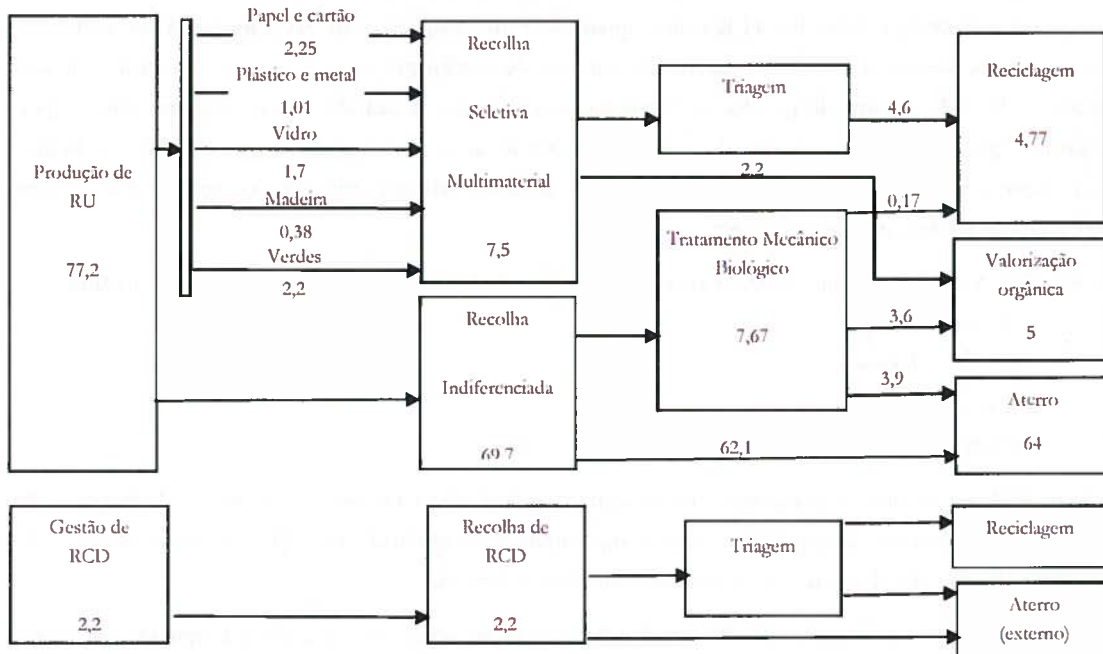 Produção de
RU
77,2
Papel e cartão
2,25
Plástico e metal
1,01
Vidro
1,7
Madeira
0,38
Verdes
2,2
Recolha
Seletiva
Multimaterial
7,5
Recolha
Indiferenciada
69,7
Triagem
4,6
2,2
0,17
Tratamento Mecânico
Biológico
7,67
3,6
3,9
62,1
Reciclagem
4,77
Valorização
orgânica
5
Aterro
64
Gestão de
RCD
2,2
Recolha de
RCD
2,2
Triagem
Reciclagem
Aterro
(externo)